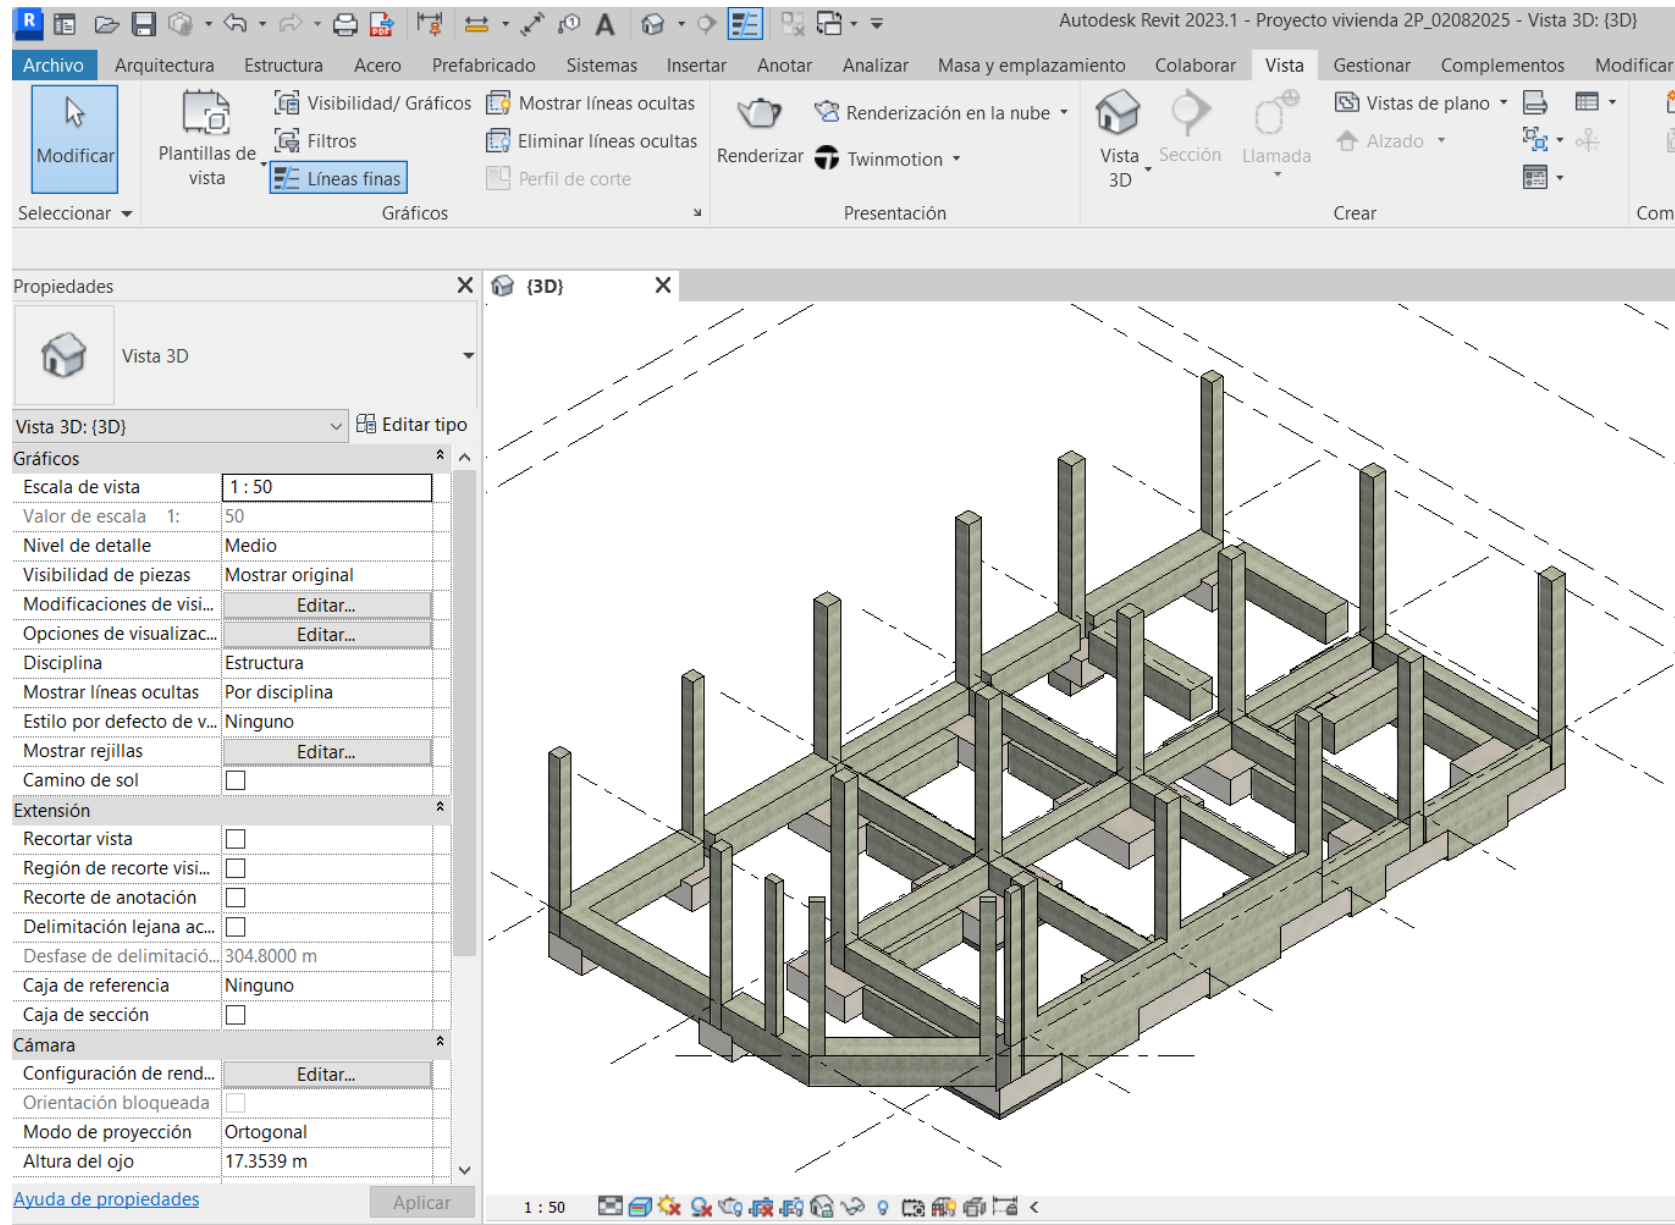 Autodesk Revit 2023.1 - Proyecto vivienda 2P_02082025 - Vista 3D: {3D}
Archivo Arquitectura Estructura Acero Prefabricado Sistemas Insertar Anotar Analizar Masa y emplazamiento Colaborar Vista Gestionar Complementos Modificar
Modificar
Plantillas de vista
Visibilidad/ Gráficos
Filtros
Líneas finas
Mostrar líneas ocultas
Eliminar líneas ocultas
Perfil de corte
Renderizar
Renderización en la nube
Twinmotion
Vista 3D
Sección
Llamada
Vistas de plano
Alzado
Seleccionar Gráficos Presentación Crear Com
Propiedades
{3D}
Vista 3D
Vista 3D: {3D} Editar tipo
Gráficos
Escala de vista 1 : 50
Valor de escala 1: 50
Nivel de detalle Medio
Visibilidad de piezas Mostrar original
Modificaciones de visi... Editar...
Opciones de visualizac... Editar...
Disciplina Estructura
Mostrar líneas ocultas Por disciplina
Estilo por defecto de v... Ninguno
Mostrar rejillas Editar...
Camino de sol
Extensión
Recortar vista
Región de recorte visi...
Recorte de anotación
Delimitación lejana ac...
Desfase de delimitació... 304.8000 m
Caja de referencia Ninguno
Caja de sección
Cámara
Configuración de rend... Editar...
Orientación bloqueada
Modo de proyección Ortogonal
Altura del ojo 17.3539 m
Ayuda de propiedades Aplicar
1 : 50